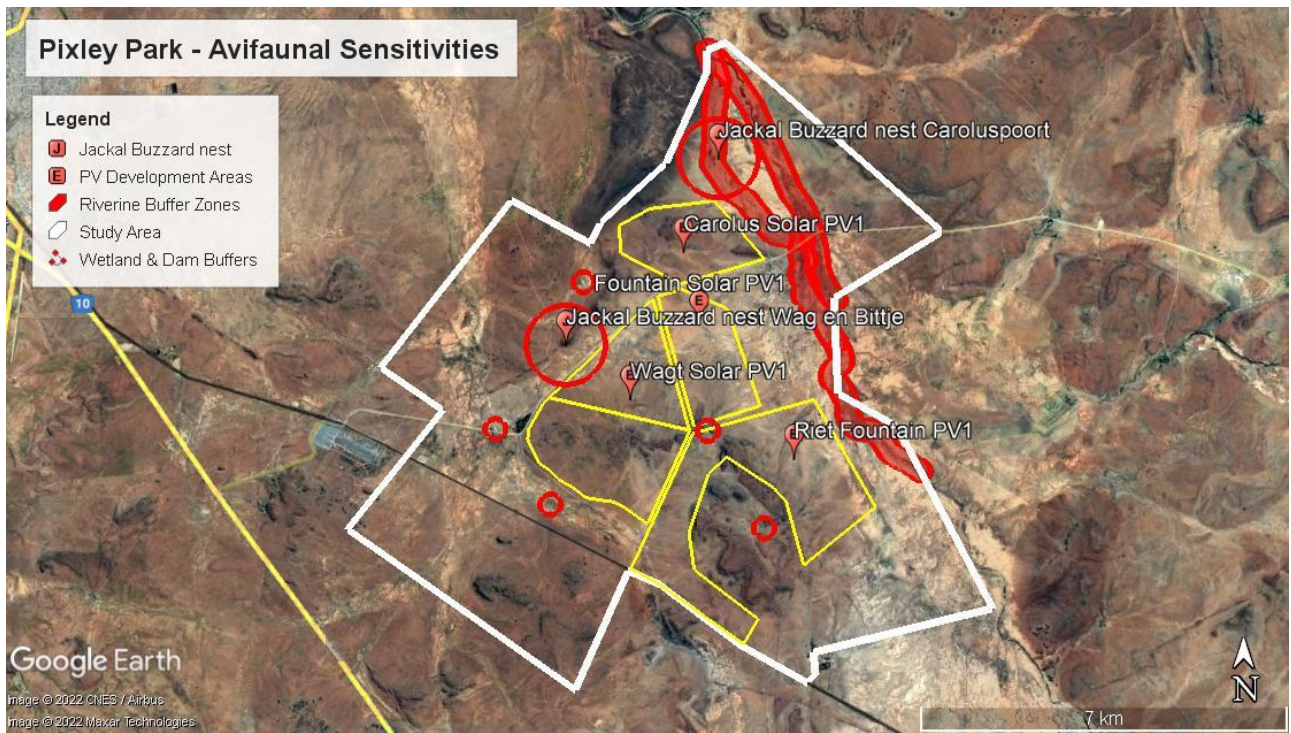 Pixley Park - Avifaunal Sensitivities
Legend
J Jackal Buzzard nest
E PV Development Areas
Riverine Buffer Zones
Study Area
Wetland & Dam Buffers
Jackal Buzzard nest Caroluspoort
Carolus Solar PV1
Fountain Solar PV1
E
10
Jackal Buzzard nest Wag en Bittje
Wagt Solar PV1
Riet Fountain PV1
Google Earth
Image © 2022 CNES / Airbus
Image © 2022 Maxar Technologies
N
7 km